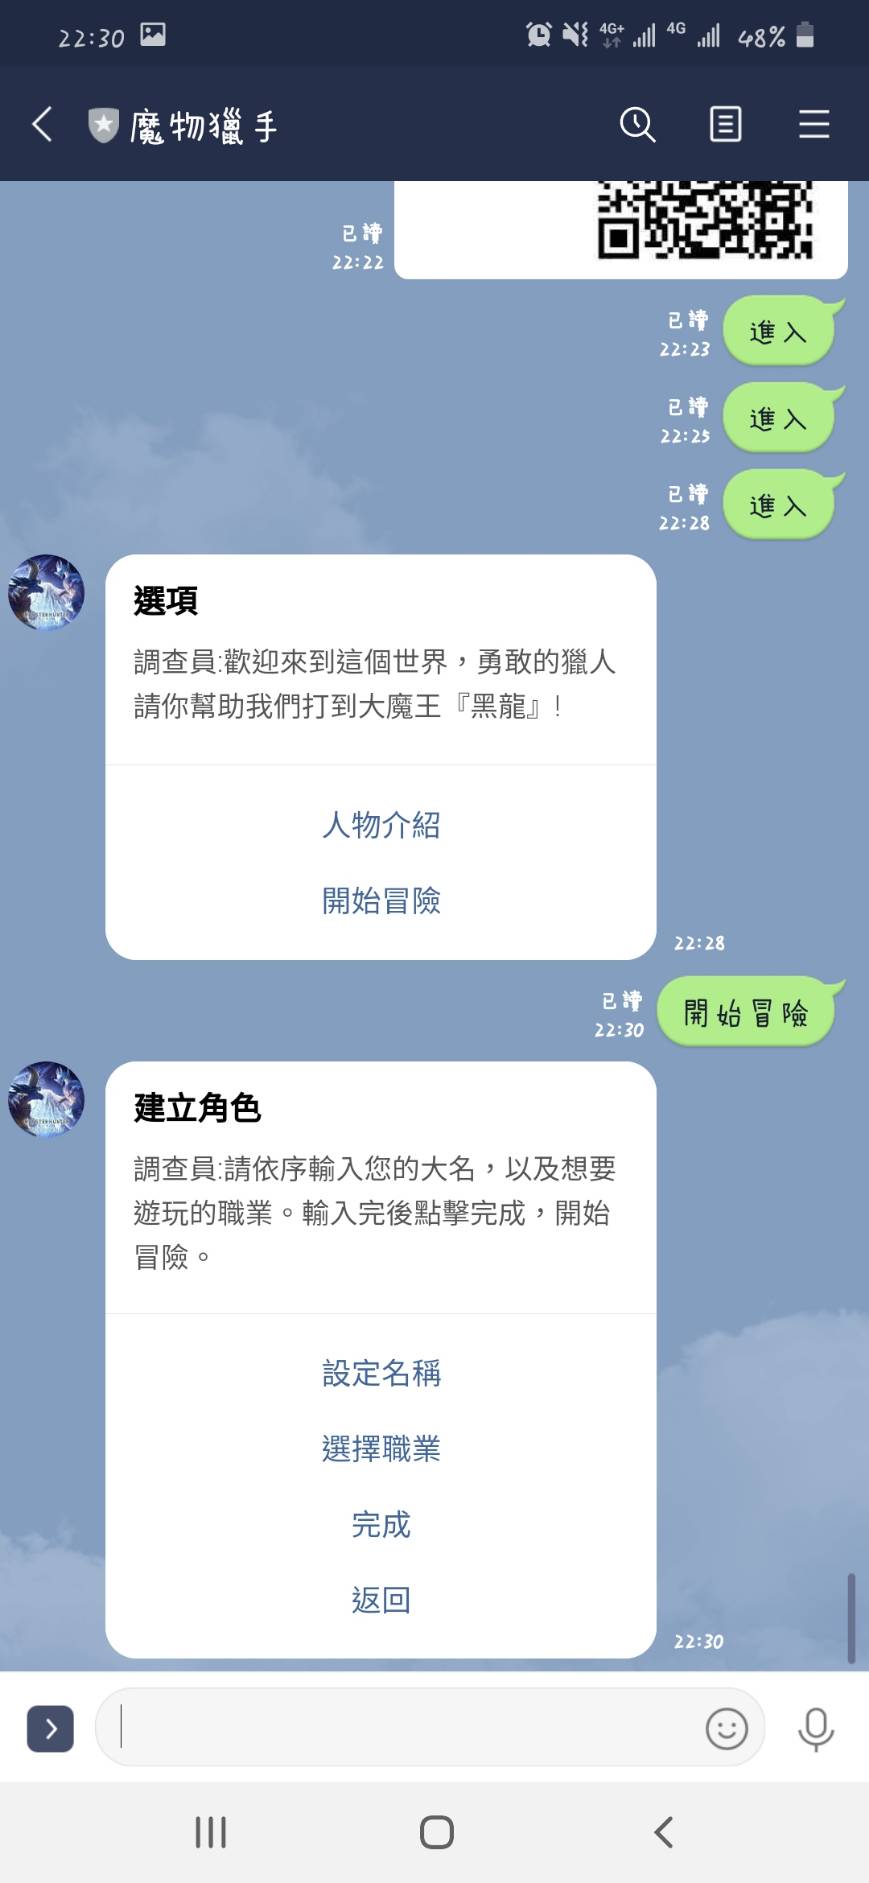 22:30
4G+
4G
48%
魔物獵手
已讀
22:22
已讀
22:23
進入
已讀
22:25
進入
已讀
22:28
進入
選項
調查員:歡迎來到這個世界，勇敢的獵人
請你幫助我們打到大魔王『黑龍』!
人物介紹
開始冒險
22:28
已讀
22:30
開始冒險
建立角色
調查員:請依序輸入您的大名，以及想要
遊玩的職業。輸入完後點擊完成，開始
冒險。
設定名稱
選擇職業
完成
返回
22:30